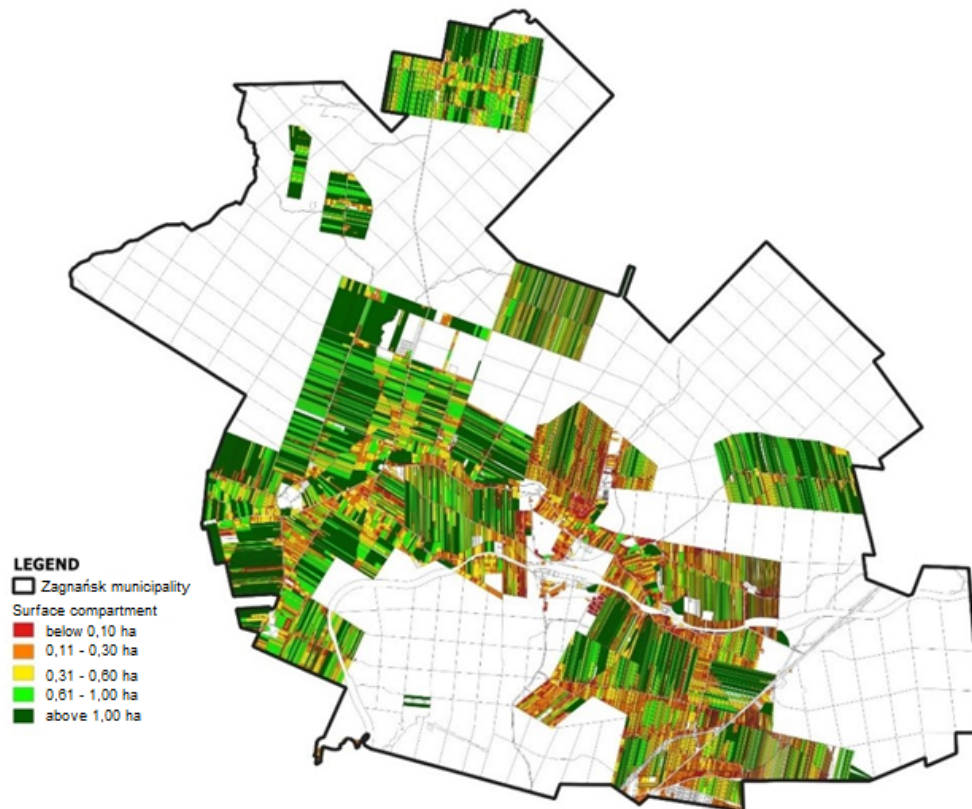 LEGEND
Zagnańsk municipality
Surface compartment
below 0,10 ha
0,11 - 0,30 ha
0,31 - 0,60 ha
0,61 - 1,00 ha
above 1,00 ha